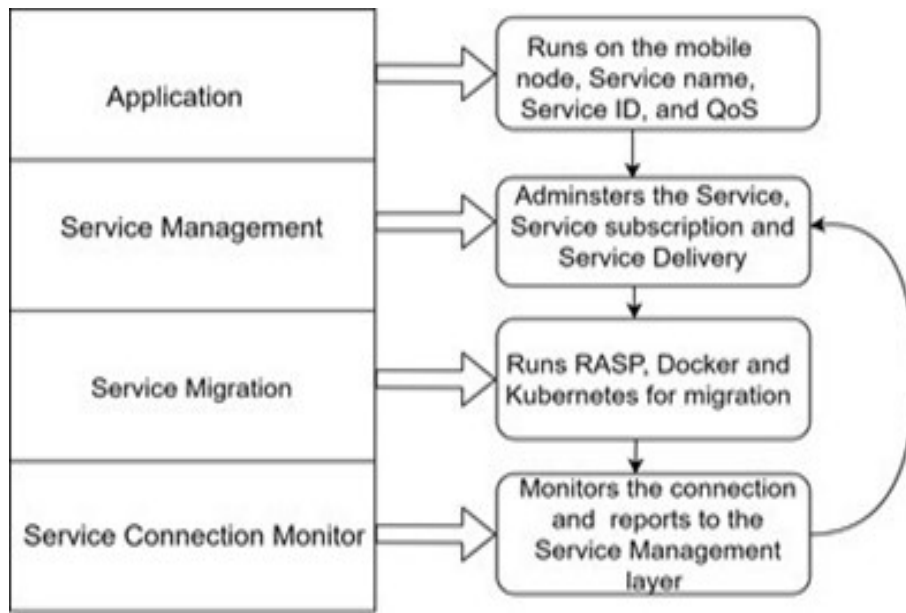 Application
Runs on the mobile
node, Service name,
Service ID, and QoS
Service Management
Adminsters the Service,
Service subscription and
Service Delivery
Service Migration
Runs RASP, Docker and
Kubernetes for migration
Service Connection Monitor
Monitors the connection
and reports to the
Service Management
layer